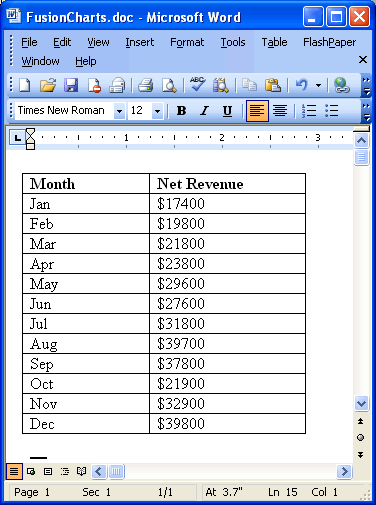 FusionCharts.doc - Microsoft Word
File Edit View Insert Format Tools Table FlashPaper
Window Help
Times New Roman 12 B I U
1 2 3
Month Net Revenue
Jan $17400
Feb $19800
Mar $21800
Apr $23800
May $29600
Jun $27600
Jul $31800
Aug $39700
Sep $37800
Oct $21900
Nov $32900
Dec $39800
Page 1 Sec 1 1/1 At 3.7" Ln 15 Col 1